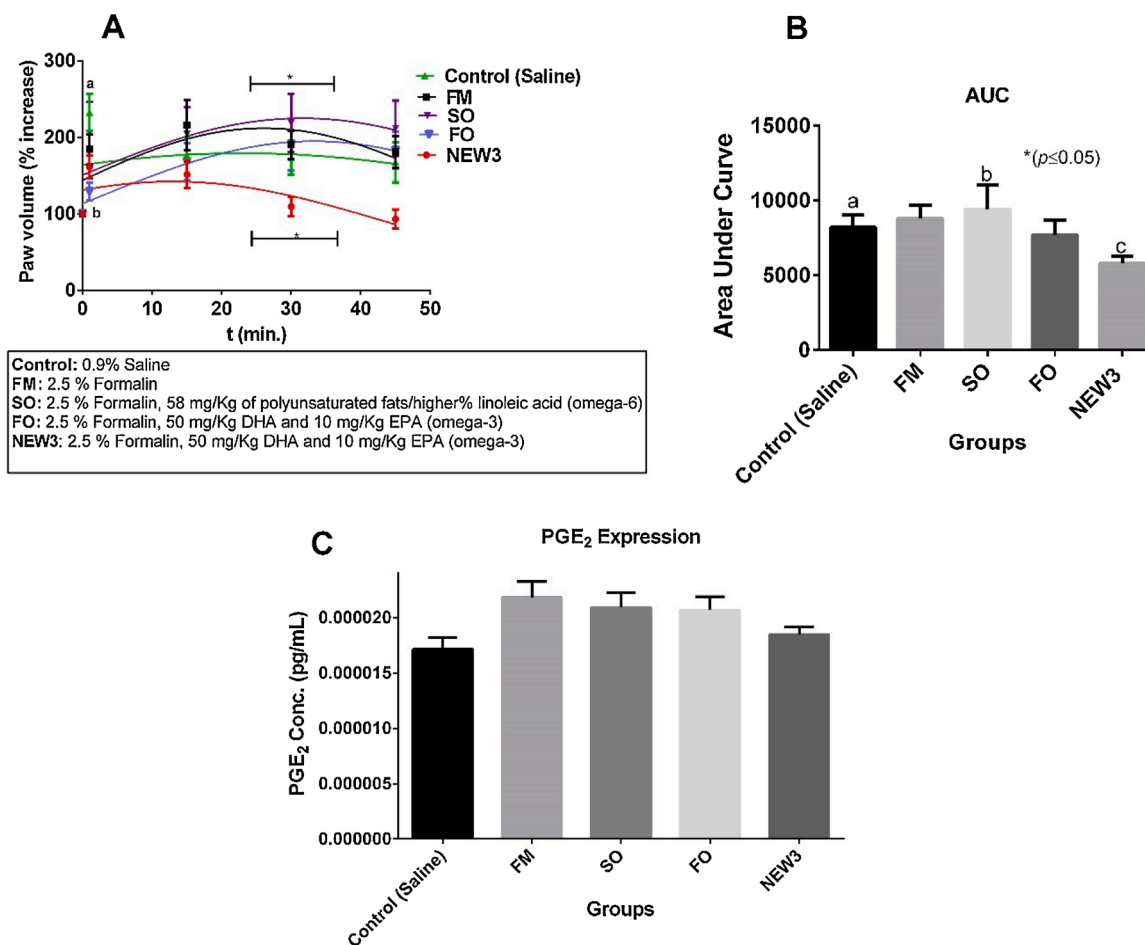 A
Paw volume (% increase)
300
200
100
0
a
b
*
*
0 10 20 30 40 50
t (min.)
Control (Saline)
FM
SO
FO
NEW3
Control: 0.9% Saline
FM: 2.5 % Formalin
SO: 2.5 % Formalin, 58 mg/Kg of polyunsaturated fats/higher% linoleic acid (omega-6)
FO: 2.5 % Formalin, 50 mg/Kg DHA and 10 mg/Kg EPA (omega-3)
NEW3: 2.5 % Formalin, 50 mg/Kg DHA and 10 mg/Kg EPA (omega-3)
B
AUC
*(p≤0.05)
Area Under Curve
15000
10000
5000
0
a
b
c
Control (Saline)
FM
SO
FO
NEW3
Groups
C
PGE₂ Expression
PGE₂ Conc. (pg/mL)
0.000020
0.000015
0.000010
0.000005
0.000000
Control (Saline)
FM
SO
FO
NEW3
Groups